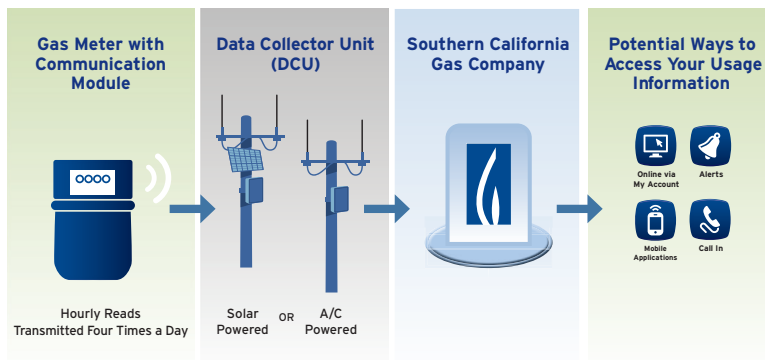 Gas Meter with
Communication
Module
Hourly Reads
Transmitted Four Times a Day
Data Collector Unit
(DCU)
Solar
Powered
OR
A/C
Powered
Southern California
Gas Company
Potential Ways to
Access Your Usage
Information
Online via
My Account
Alerts
Mobile
Applications
Call In